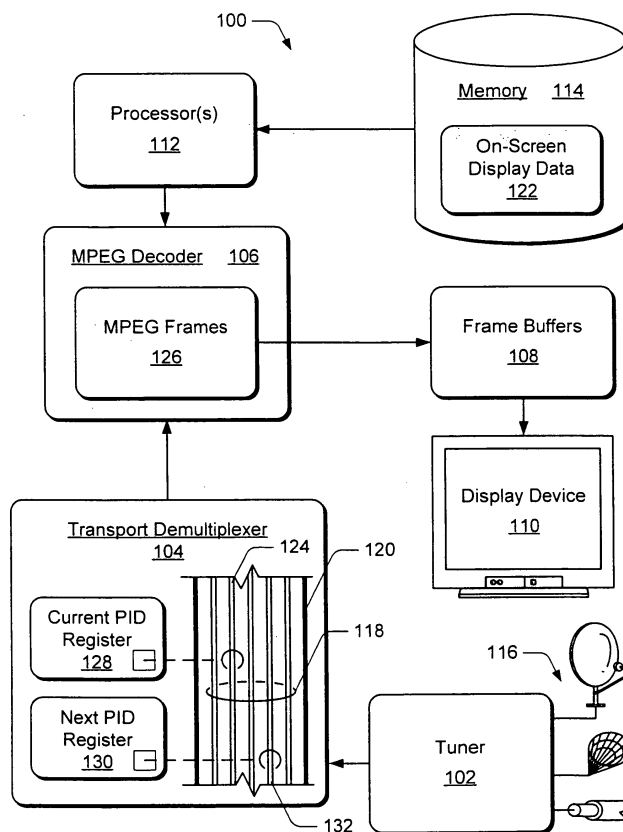 100
Memory 114
On-Screen
Display Data
122
Processor(s)
112
MPEG Decoder 106
MPEG Frames
126
Frame Buffers
108
Display Device
110
Transport Demultiplexer
104
124
120
118
Current PID
Register
128
Next PID
Register
130
132
116
Tuner
102